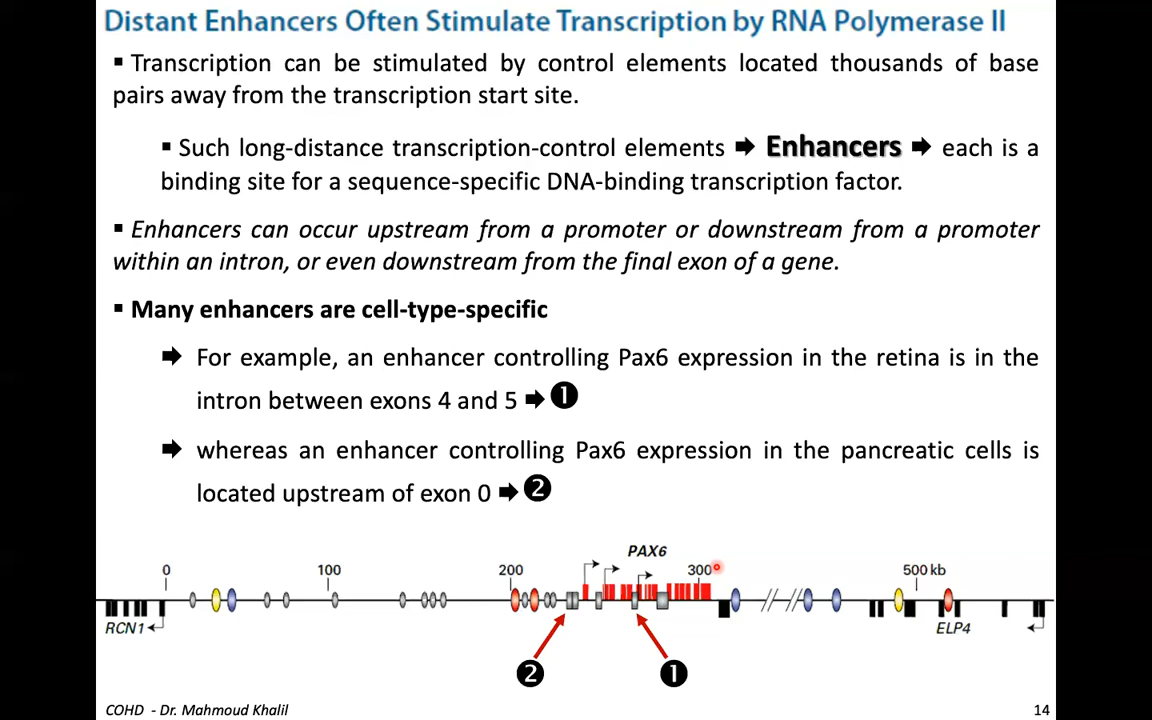 Distant Enhancers Often Stimulate Transcription by RNA Polymerase II
▪ Transcription can be stimulated by control elements located thousands of base
pairs away from the transcription start site.
▪ Such long-distance transcription-control elements ➡ Enhancers ➡ each is a
binding site for a sequence-specific DNA-binding transcription factor.
▪ Enhancers can occur upstream from a promoter or downstream from a promoter
within an intron, or even downstream from the final exon of a gene.
▪ Many enhancers are cell-type-specific
➡ For example, an enhancer controlling Pax6 expression in the retina is in the
intron between exons 4 and 5 ➡ ❶
➡ whereas an enhancer controlling Pax6 expression in the pancreatic cells is
located upstream of exon 0 ➡ ❷
PAX6
0 100 200 300 500 kb
RCN1 ELP4
❷ ❶
COHD - Dr. Mahmoud Khalil 14